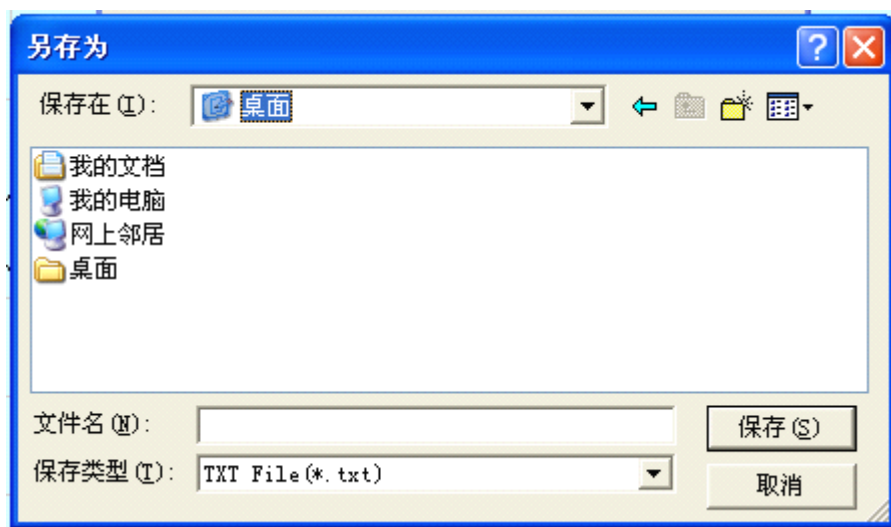 另存为
保存在(I):
桌面
我的文档
我的电脑
网上邻居
桌面
文件名(N):
保存(S)
保存类型(T):
TXT File(*.txt)
取消